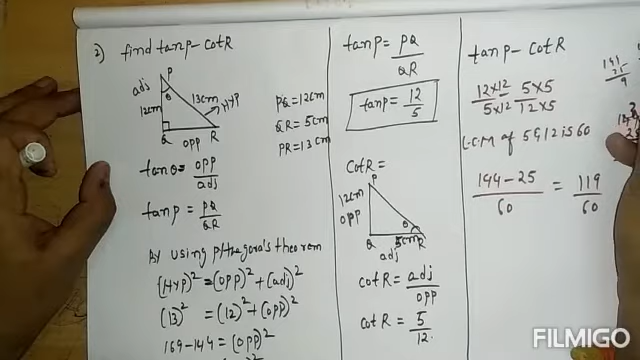 2) find tanp - cotR
P
adj
θ
12cm
13cm
HYP
Q
OPP
R
PQ = 12cm
QR = 5cm
PR = 13cm
tanθ = OPP/adj
tanp = PQ/QR
By using pHthegora's theorem
(HYP)² = (OPP)² + (adj)²
(13)² = (12)² + (OPP)²
169 - 144 = (OPP)²
tanp = PQ/QR
tanp = 12/5
cotR =
P
12cm
OPP
θ
Q
5cm
R
adj
cotR = adj/OPP
cotR = 5/12.
tanp - cotR
12×12/5×12 5×5/12×5
L.C.M of 5 & 12 is 60
144 - 25/60 = 119/60
FILMIGO